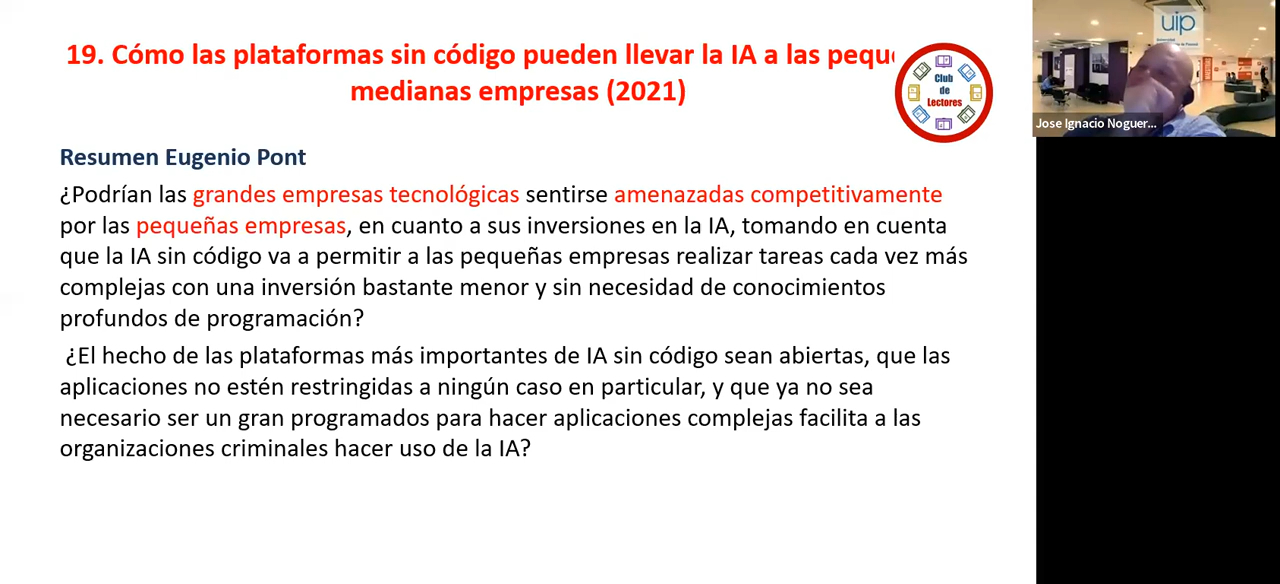 19. Cómo las plataformas sin código pueden llevar la IA a las
medianas empresas (2021)
Club
de
Lectores
uip
Jose Ignacio Noguer...
Resumen Eugenio Pont
¿Podrían las grandes empresas tecnológicas sentirse amenazadas competitivamente
por las pequeñas empresas, en cuanto a sus inversiones en la IA, tomando en cuenta
que la IA sin código va a permitir a las pequeñas empresas realizar tareas cada vez más
complejas con una inversión bastante menor y sin necesidad de conocimientos
profundos de programación?
¿El hecho de las plataformas más importantes de IA sin código sean abiertas, que las
aplicaciones no estén restringidas a ningún caso en particular, y que ya no sea
necesario ser un gran programados para hacer aplicaciones complejas facilita a las
organizaciones criminales hacer uso de la IA?